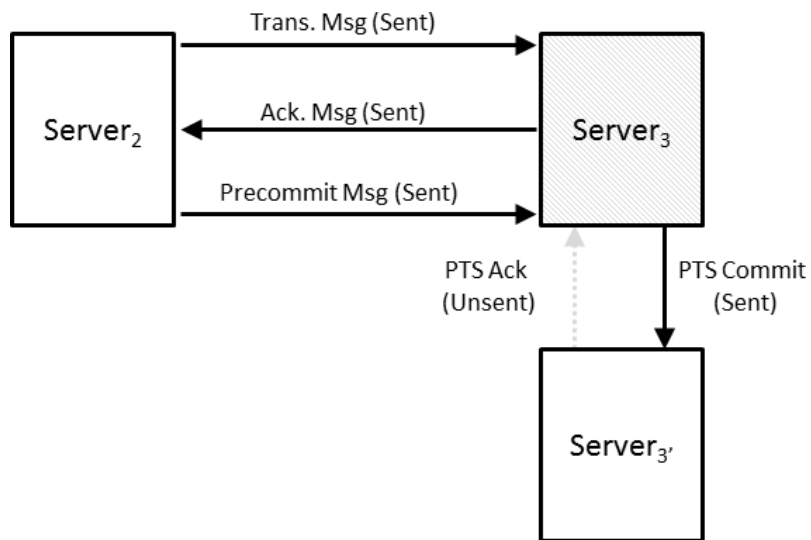 Trans. Msg (Sent)
Server₂
Ack. Msg (Sent)
Server₃
Precommit Msg (Sent)
PTS Ack
(Unsent)
PTS Commit
(Sent)
Server₃'